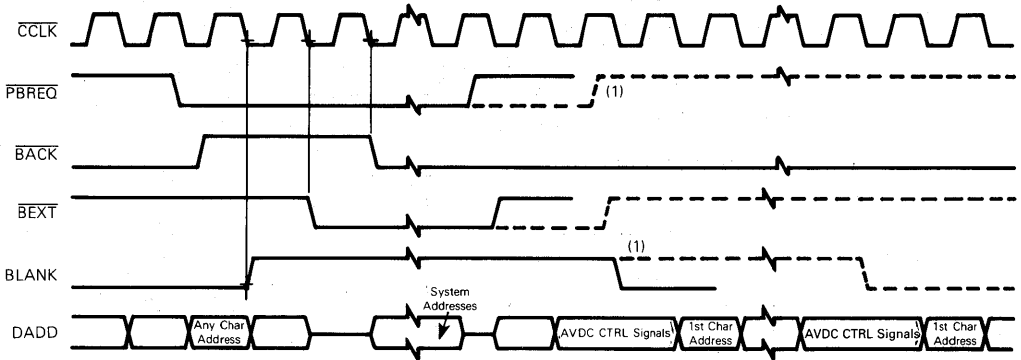 CCLK
PBREQ
(1)
BACK
BEXT
(1)
BLANK
System
Addresses
DADD
Any Char
Address
AVDC CTRL Signals
1st Char
Address
AVDC CTRL Signals
1st Char
Address